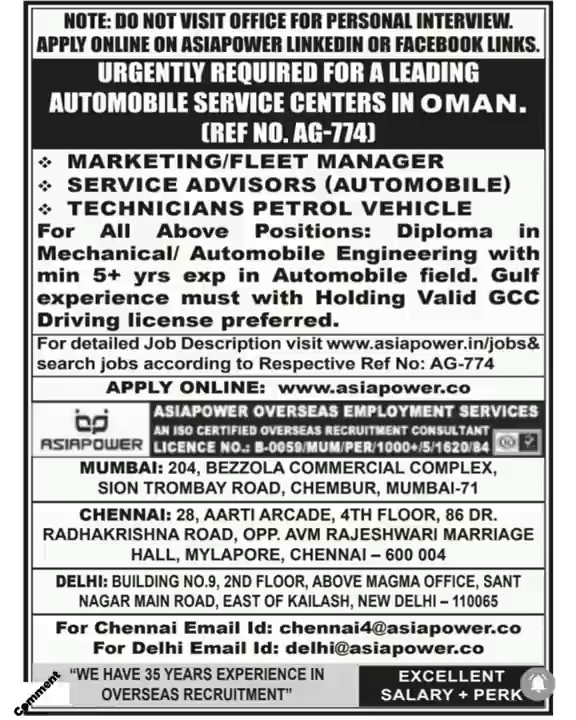 NOTE: DO NOT VISIT OFFICE FOR PERSONAL INTERVIEW.
APPLY ONLINE ON ASIAPOWER LINKEDIN OR FACEBOOK LINKS.
URGENTLY REQUIRED FOR A LEADING
AUTOMOBILE SERVICE CENTERS IN OMAN.
(REF NO. AG-774)
❖ MARKETING/FLEET MANAGER
❖ SERVICE ADVISORS (AUTOMOBILE)
❖ TECHNICIANS PETROL VEHICLE
For All Above Positions: Diploma in
Mechanical/ Automobile Engineering with
min 5+ yrs exp in Automobile field. Gulf
experience must with Holding Valid GCC
Driving license preferred.
For detailed Job Description visit www.asiapower.in/jobs&
search jobs according to Respective Ref No: AG-774
APPLY ONLINE: www.asiapower.co
ASIAPOWER
ASIAPOWER OVERSEAS EMPLOYMENT SERVICES
AN ISO CERTIFIED OVERSEAS RECRUITMENT CONSULTANT
LICENCE NO.: B-0059/MUM/PER/1000+/5/1620/84
MUMBAI: 204, BEZZOLA COMMERCIAL COMPLEX,
SION TROMBAY ROAD, CHEMBUR, MUMBAI-71
CHENNAI: 28, AARTI ARCADE, 4TH FLOOR, 86 DR.
RADHAKRISHNA ROAD, OPP. AVM RAJESHWARI MARRIAGE
HALL, MYLAPORE, CHENNAI – 600 004
DELHI: BUILDING NO.9, 2ND FLOOR, ABOVE MAGMA OFFICE, SANT
NAGAR MAIN ROAD, EAST OF KAILASH, NEW DELHI – 110065
For Chennai Email Id: chennai4@asiapower.co
For Delhi Email Id: delhi@asiapower.co
"WE HAVE 35 YEARS EXPERIENCE IN
OVERSEAS RECRUITMENT"
EXCELLENT
SALARY + PERK
Comment